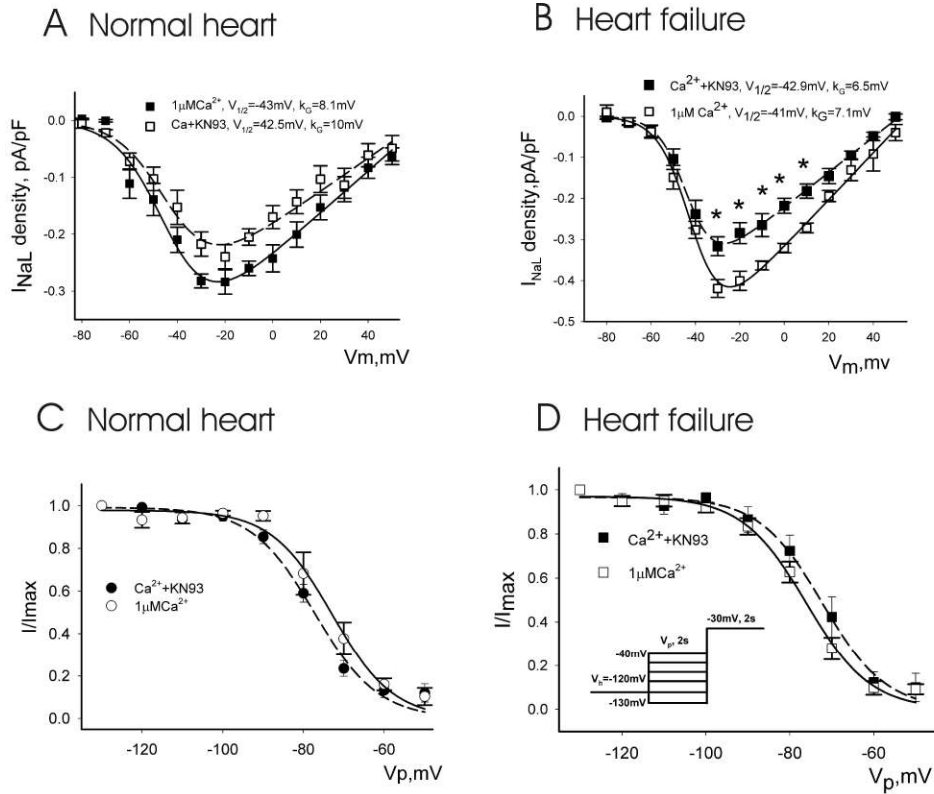 A Normal heart
1μMCa²⁺, V1/2=-43mV, kG=8.1mV
Ca+KN93, V1/2=42.5mV, kG=10mV
INaL density, pA/pF
0.0
-0.1
-0.2
-0.3
-80 -60 -40 -20 0 20 40
Vm,mV
B Heart failure
Ca²⁺+KN93, V1/2=-42.9mV, kG=6.5mV
1μM Ca²⁺, V1/2=-41mV, kG=7.1mV
INaL density,pA/pF
0.0
-0.1
-0.2
-0.3
-0.4
-0.5
* * * * *
-80 -60 -40 -20 0 20 40
Vm,mv
C Normal heart
I/Imax
1.0
0.8
0.6
0.4
0.2
0.0
Ca²⁺+KN93
1μMCa²⁺
-120 -100 -80 -60
Vp,mV
D Heart failure
I/Imax
1.0
0.8
0.6
0.4
0.2
0.0
Ca²⁺+KN93
1μMCa²⁺
-30mV, 2s
Vp, 2s
-40mV
Vh=-120mV
-130mV
-120 -100 -80 -60
Vp,mV